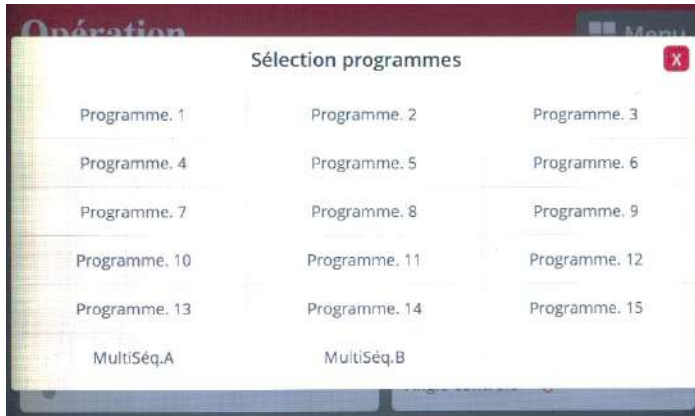 Opération
Menu
Sélection programmes
X
Programme. 1
Programme. 2
Programme. 3
Programme. 4
Programme. 5
Programme. 6
Programme. 7
Programme. 8
Programme. 9
Programme. 10
Programme. 11
Programme. 12
Programme. 13
Programme. 14
Programme. 15
MultiSéq.A
MultiSéq.B